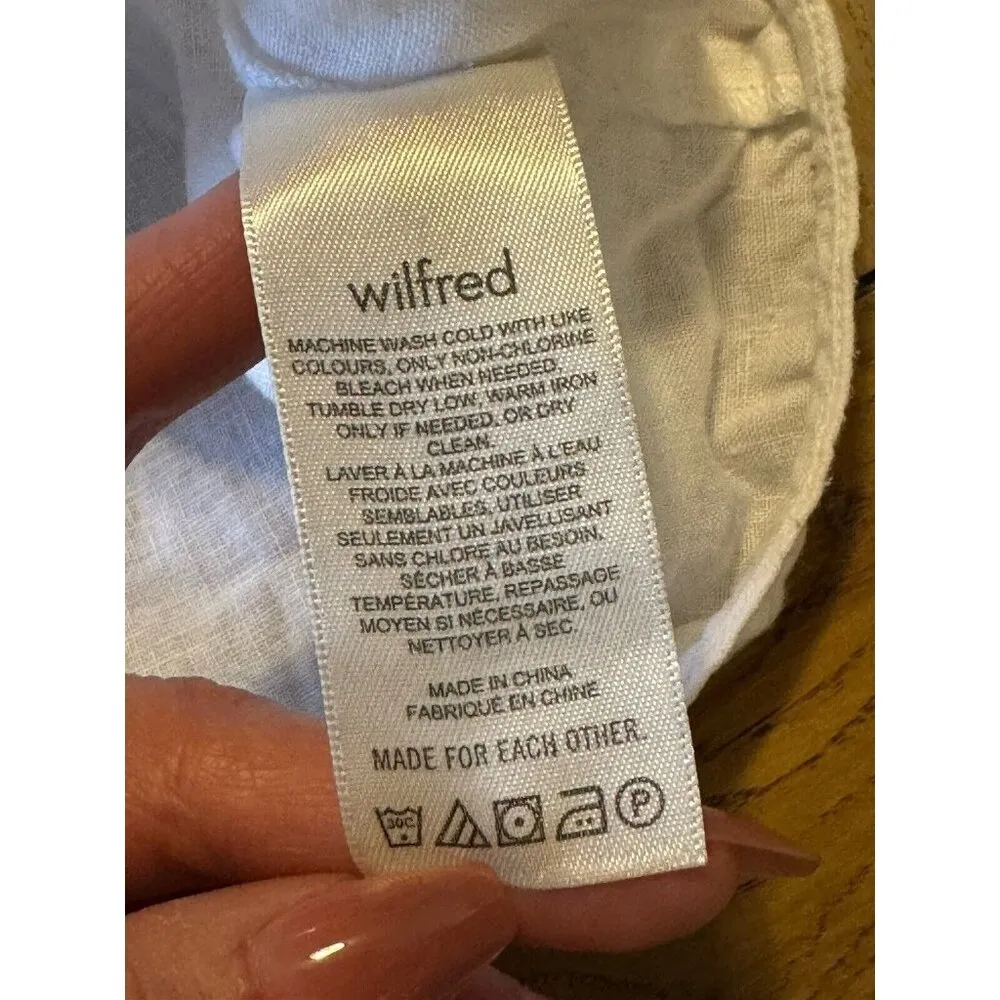 wilfred
MACHINE WASH COLD WITH LIKE
COLOURS, ONLY NON-CHLORINE
BLEACH WHEN NEEDED.
TUMBLE DRY LOW, WARM IRON
ONLY IF NEEDED, OR DRY
CLEAN.
LAVER À LA MACHINE À L'EAU
FROIDE AVEC COULEURS
SEMBLABLES, UTILISER
SEULEMENT UN JAVELLISANT
SANS CHLORE AU BESOIN.
SÉCHER À BASSE
TEMPÉRATURE, REPASSAGE
MOYEN SI NÉCESSAIRE, OU
NETTOYER À SEC.
MADE IN CHINA
FABRIQUÉ EN CHINE
MADE FOR EACH OTHER.
30C P